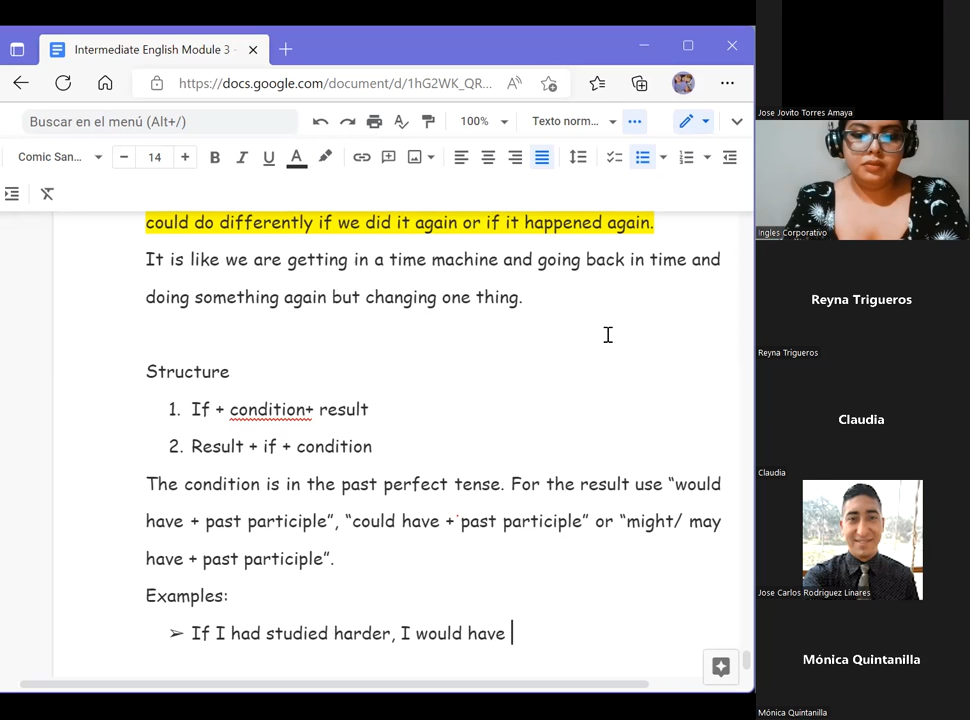 Intermediate English Module 3 -
https://docs.google.com/document/d/1hG2WK_QR...
Buscar en el menú (Alt+/)
100%
Texto norm...
Comic San...
14
could do differently if we did it again or if it happened again.
It is like we are getting in a time machine and going back in time and
doing something again but changing one thing.
Structure
1. If + condition+ result
2. Result + if + condition
The condition is in the past perfect tense. For the result use “would
have + past participle”, “could have + past participle” or “might/ may
have + past participle”.
Examples:
➢ If I had studied harder, I would have
Jose Jovito Torres Amaya
Ingles Corporativo
Reyna Trigueros
Reyna Trigueros
Claudia
Claudia
Jose Carlos Rodriguez Linares
Mónica Quintanilla
Mónica Quintanilla